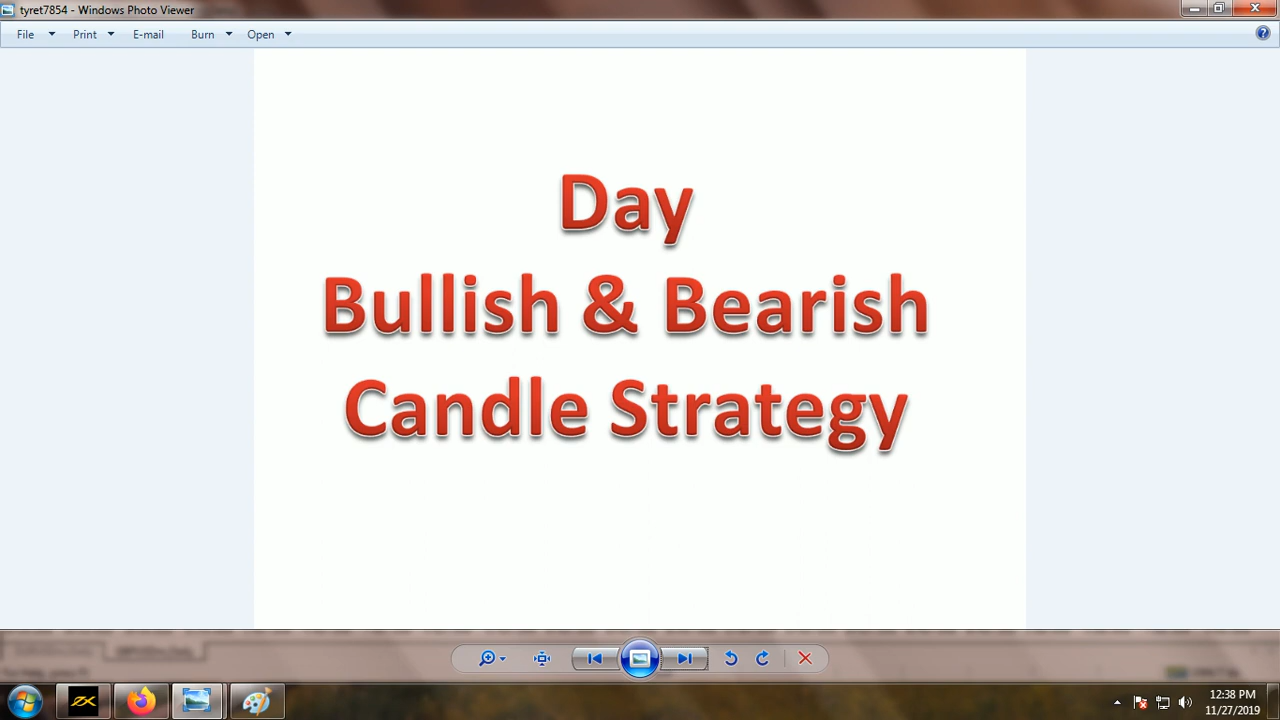 tyret7854 - Windows Photo Viewer
File Print E-mail Burn Open
Day
Bullish & Bearish
Candle Strategy
12:38 PM
11/27/2019